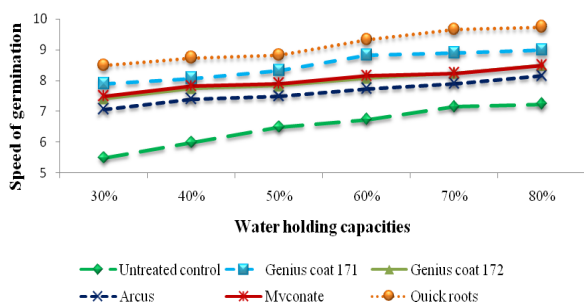 10
9
8
7
6
5
Speed of germination
30% 40% 50% 60% 70% 80%
Water holding capacities
Untreated control Genius coat 171 Genius coat 172
Arcus Myconate Quick roots